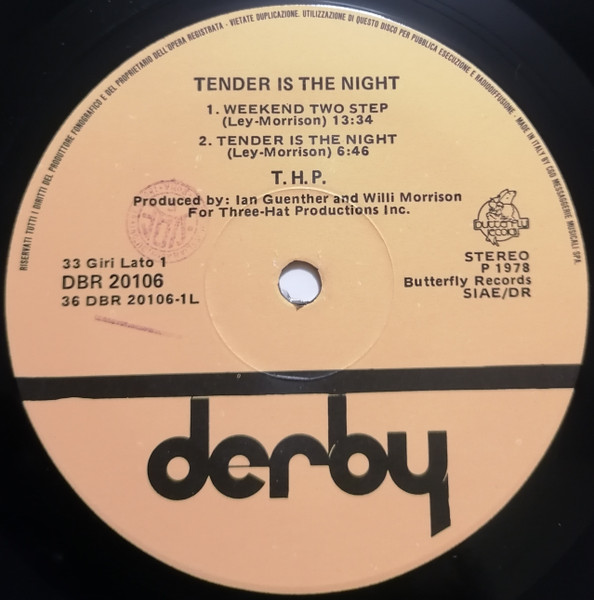 RISERVATI TUTTI I DIRITTI DEL PRODUTTORE FONOGRAFICO E DEL PROPRIETARIO DELL'OPERA REGISTRATA - VIETATE DUPLICAZIONE. UTILIZZAZIONE DI QUESTO DISCO PER PUBBLICA ESECUZIONE E RADIODIFFUSIONE - MADE IN ITALY BY CGD MESSAGGERIE MUSICALI SPA.
TENDER IS THE NIGHT
1. WEEKEND TWO STEP
(Ley-Morrison) 13:34
2. TENDER IS THE NIGHT
(Ley-Morrison) 6:46
T.H.P.
Produced by: Ian Guenther and Willi Morrison
For Three-Hat Productions Inc.
butterfly
records
33 Giri Lato 1
DBR 20106
36 DBR 20106-1L
STEREO
P 1978
Butterfly Records
SIAE/DR
derby